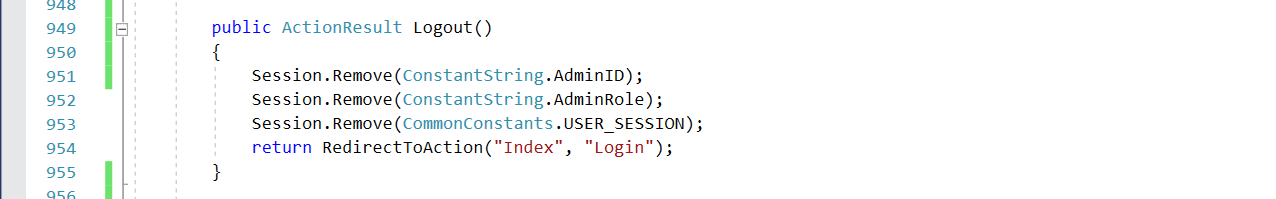 948
949 public ActionResult Logout()
950 {
951 Session.Remove(ConstantString.AdminID);
952 Session.Remove(ConstantString.AdminRole);
953 Session.Remove(CommonConstants.USER_SESSION);
954 return RedirectToAction("Index", "Login");
955 }
956